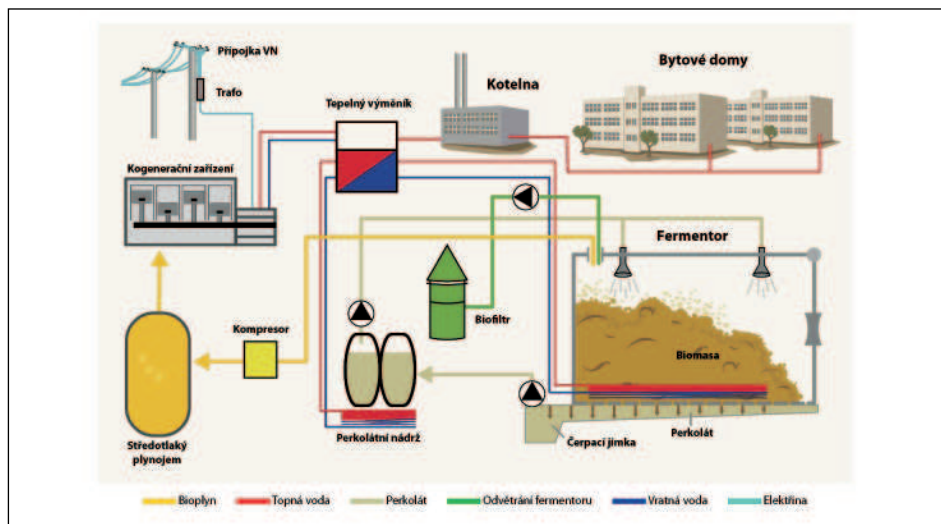 Přípojka VN
Trafo
Tepelný výměník
Kotelna
Bytové domy
Kogenerační zařízení
Fermentor
Biofiltr
Kompresor
Biomasa
Středotlaký
plynojem
Perkolátní nádrž
Čerpací jímka
Perkolát
Bioplyn
Topná voda
Perkolát
Odvětrání fermentoru
Vratná voda
Elektřina